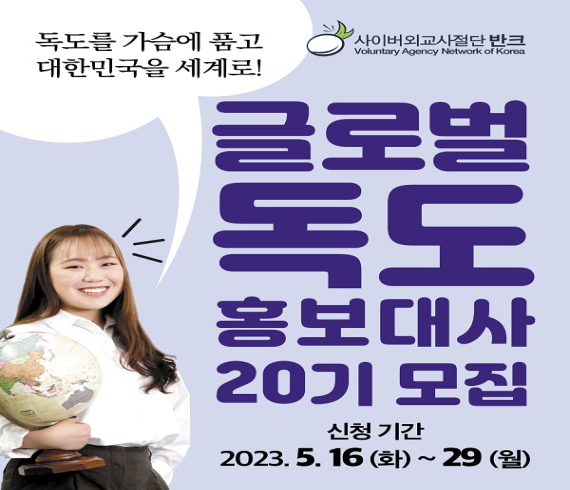 독도를 가슴에 품고
대한민국을 세계로!
사이버외교사절단 반크
Voluntary Agency Network of Korea
글로벌
독도
홍보대사
20기 모집
신청 기간
2023. 5. 16 (화) ~ 29 (월)